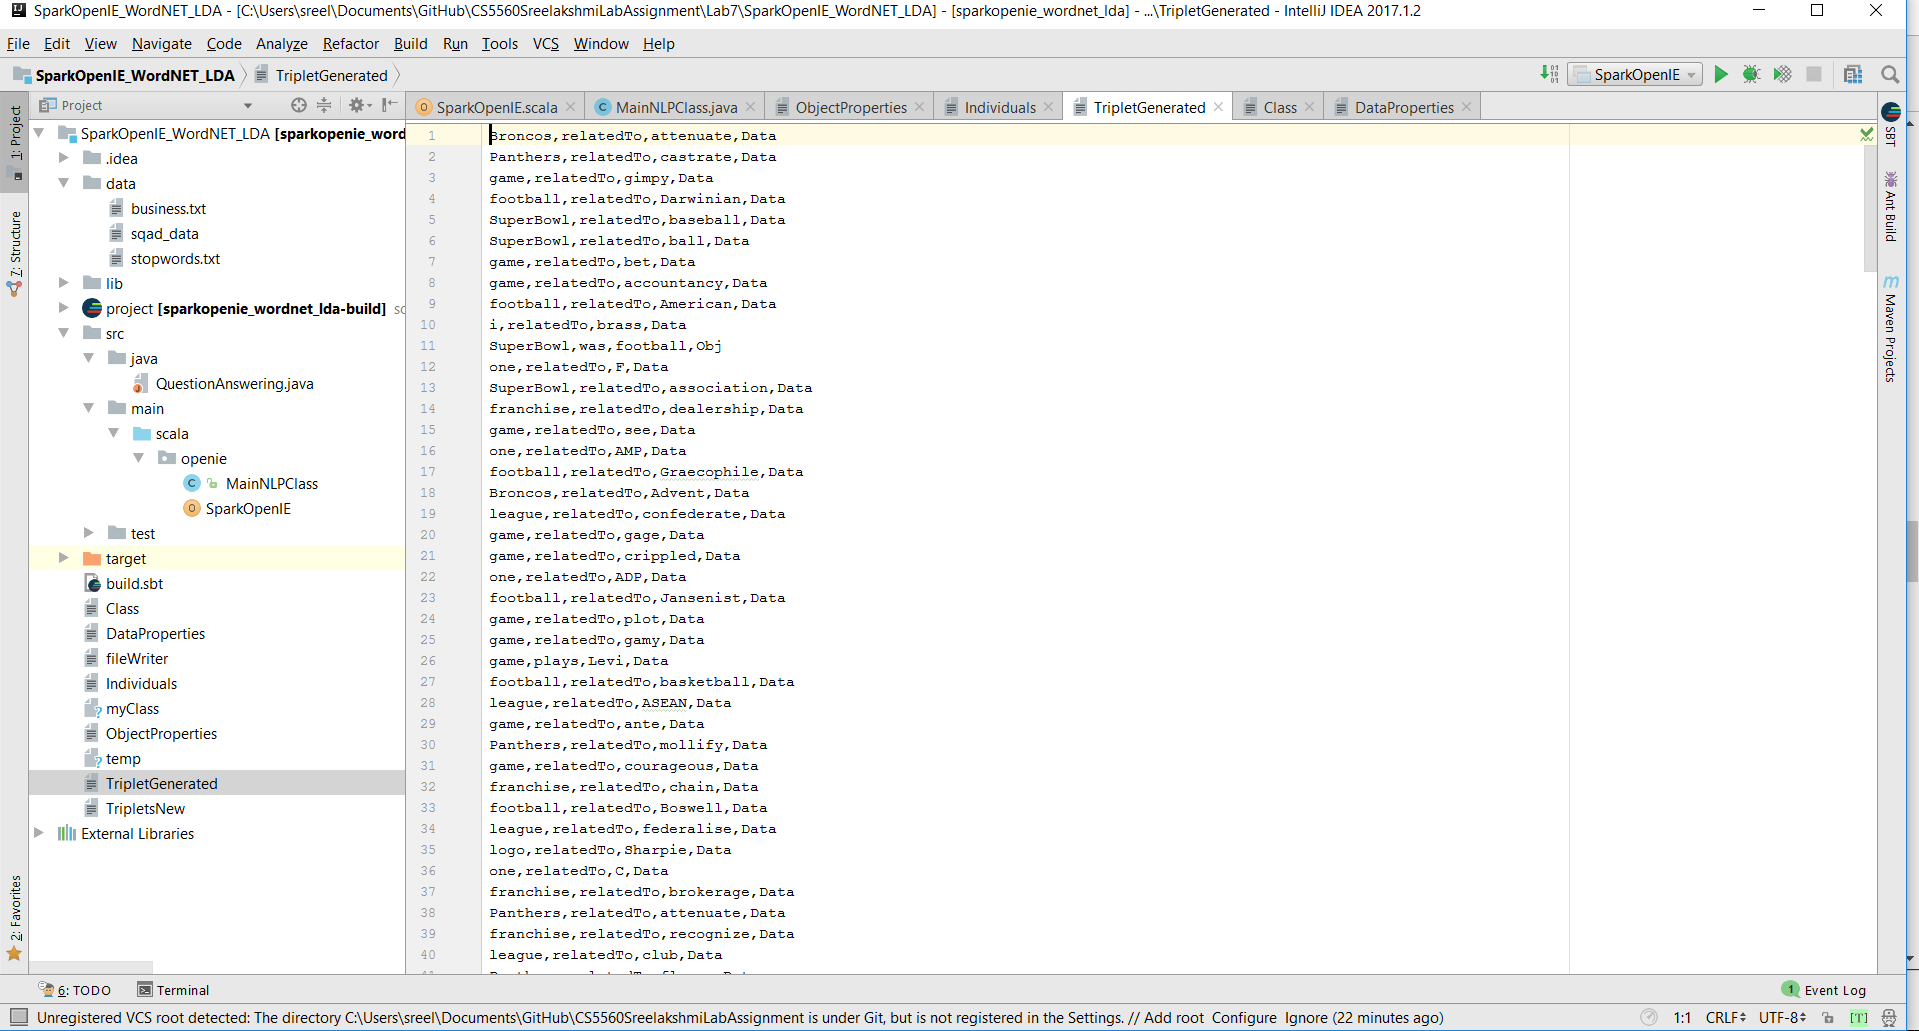 SparkOpenIE_WordNET_LDA - [C:\Users\sreel\Documents\GitHub\CS5560SreelakshmiLabAssignment\Lab7\SparkOpenIE_WordNET_LDA] - [sparkopenie_wordnet_lda] - ...\TripletGenerated - IntelliJ IDEA 2017.1.2
File Edit View Navigate Code Analyze Refactor Build Run Tools VCS Window Help
SparkOpenIE_WordNET_LDA TripletGenerated SparkOpenIE
Project
SparkOpenIE.scala MainNLPClass.java ObjectProperties Individuals TripletGenerated Class DataProperties
1: Project
7: Structure
2: Favorites
SparkOpenIE_WordNET_LDA [sparkopenie_word
.idea
data
business.txt
sqad_data
stopwords.txt
lib
project [sparkopenie_wordnet_lda-build] sc
src
java
QuestionAnswering.java
main
scala
openie
MainNLPClass
SparkOpenIE
test
target
build.sbt
Class
DataProperties
fileWriter
Individuals
myClass
ObjectProperties
temp
TripletGenerated
TripletsNew
External Libraries
1 Broncos,relatedTo,attenuate,Data
2 Panthers,relatedTo,castrate,Data
3 game,relatedTo,gimpy,Data
4 football,relatedTo,Darwinian,Data
5 SuperBowl,relatedTo,baseball,Data
6 SuperBowl,relatedTo,ball,Data
7 game,relatedTo,bet,Data
8 game,relatedTo,accountancy,Data
9 football,relatedTo,American,Data
10 i,relatedTo,brass,Data
11 SuperBowl,was,football,Obj
12 one,relatedTo,F,Data
13 SuperBowl,relatedTo,association,Data
14 franchise,relatedTo,dealership,Data
15 game,relatedTo,see,Data
16 one,relatedTo,AMP,Data
17 football,relatedTo,Graecophile,Data
18 Broncos,relatedTo,Advent,Data
19 league,relatedTo,confederate,Data
20 game,relatedTo,gage,Data
21 game,relatedTo,crippled,Data
22 one,relatedTo,ADP,Data
23 football,relatedTo,Jansenist,Data
24 game,relatedTo,plot,Data
25 game,relatedTo,gamy,Data
26 game,plays,Levi,Data
27 football,relatedTo,basketball,Data
28 league,relatedTo,ASEAN,Data
29 game,relatedTo,ante,Data
30 Panthers,relatedTo,mollify,Data
31 game,relatedTo,courageous,Data
32 franchise,relatedTo,chain,Data
33 football,relatedTo,Boswell,Data
34 league,relatedTo,federalise,Data
35 logo,relatedTo,Sharpie,Data
36 one,relatedTo,C,Data
37 franchise,relatedTo,brokerage,Data
38 Panthers,relatedTo,attenuate,Data
39 franchise,relatedTo,recognize,Data
40 league,relatedTo,club,Data
SBT
Ant Build
Maven Projects
6: TODO Terminal 1 Event Log
Unregistered VCS root detected: The directory C:\Users\sreel\Documents\GitHub\CS5560SreelakshmiLabAssignment is under Git, but is not registered in the Settings. // Add root Configure Ignore (22 minutes ago) 1:1 CRLF UTF-8 [T]